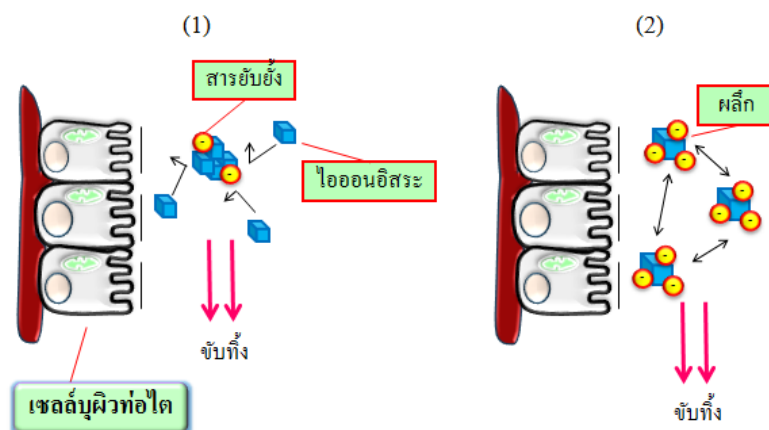 (1)
(2)
สารยับยั้ง
ผลึก
ไอออนอิสระ
ขับทิ้ง
เซลล์บุผิวท่อไต
ขับทิ้ง